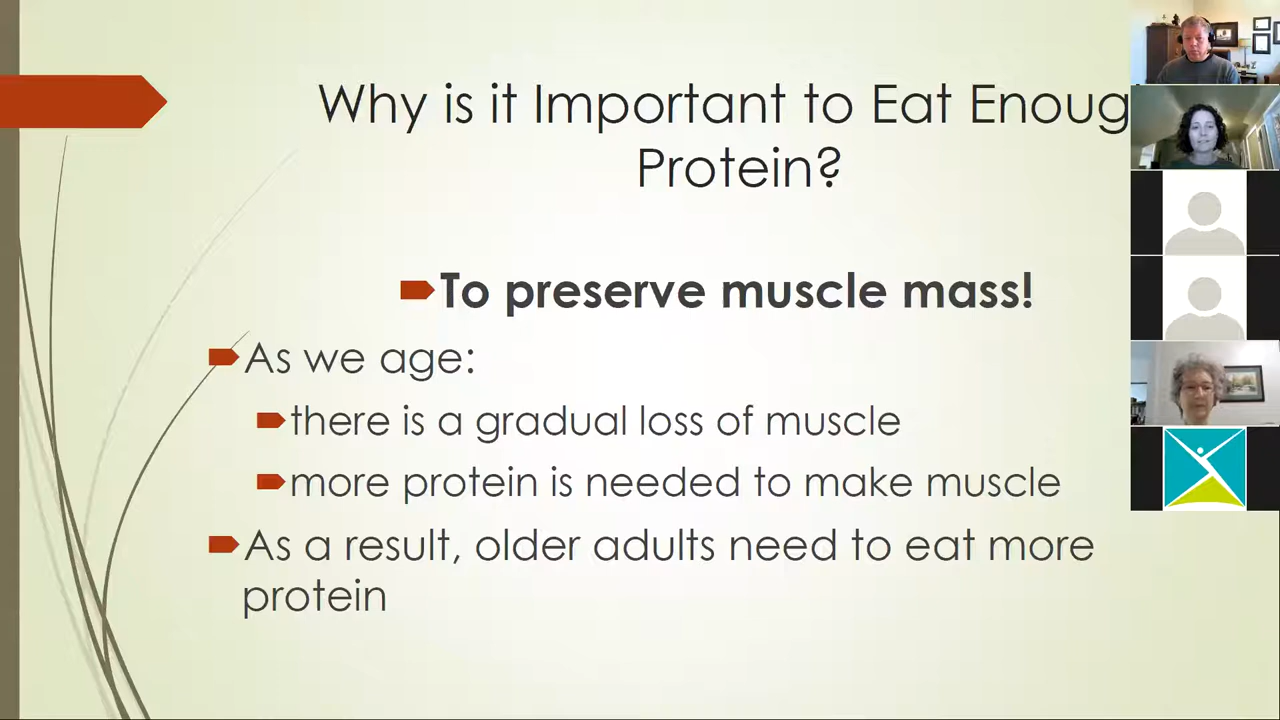 Why is it Important to Eat Enoug
Protein?
To preserve muscle mass!
As we age:
there is a gradual loss of muscle
more protein is needed to make muscle
As a result, older adults need to eat more
protein